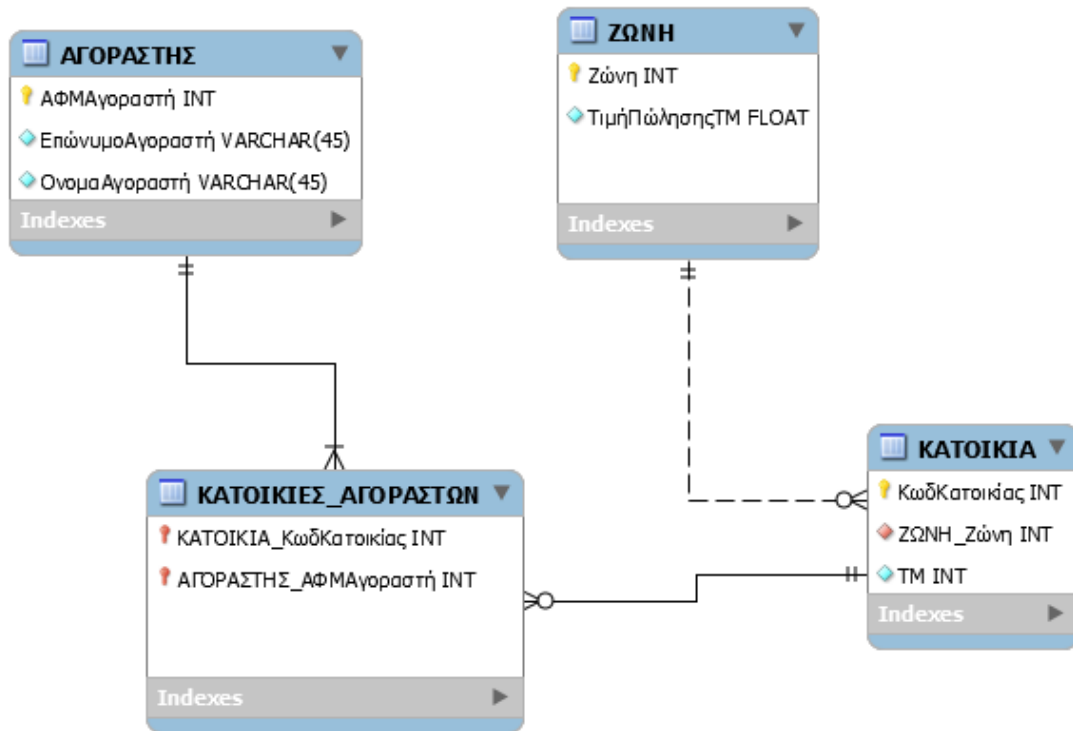 ΑΓΟΡΑΣΤΗΣ
ΑΦΜΑγοραστή INT
ΕπώνυμοΑγοραστή VARCHAR(45)
ΟνομαΑγοραστή VARCHAR(45)
Indexes
ΖΩΝΗ
Ζώνη INT
ΤιμήΠώλησηςΤΜ FLOAT
Indexes
ΚΑΤΟΙΚΙΕΣ_ΑΓΟΡΑΣΤΩΝ
ΚΑΤΟΙΚΙΑ_ΚωδΚατοικίας INT
ΑΓΟΡΑΣΤΗΣ_ΑΦΜΑγοραστή INT
Indexes
ΚΑΤΟΙΚΙΑ
ΚωδΚατοικίας INT
ΖΩΝΗ_Ζώνη INT
ΤΜ INT
Indexes